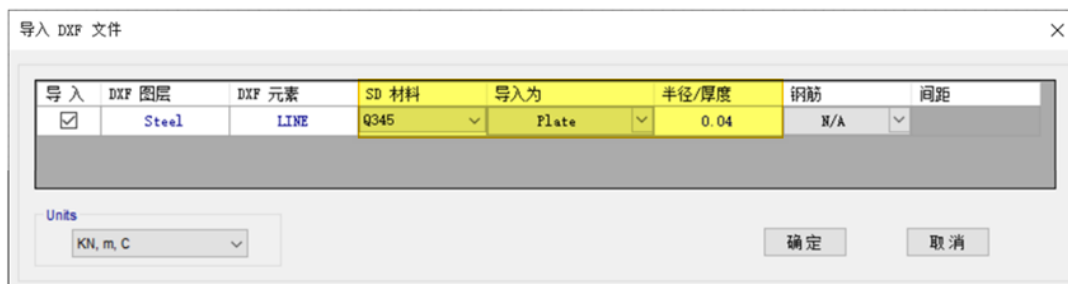 导入 DXF 文件
导入 DXF 图层 DXF 元素 SD 材料 导入为 半径/厚度 钢筋 间距
Steel LINE Q345 Plate 0.04 N/A
Units
KN, m, C
确定 取消